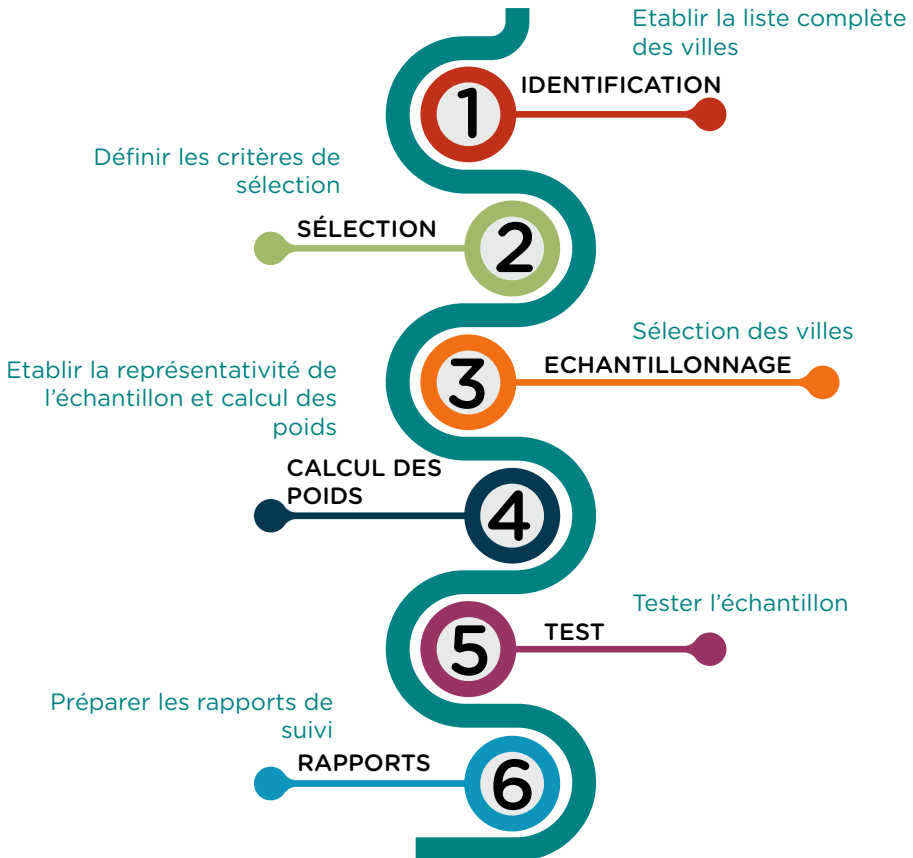 Etablir la liste complète
des villes
1
IDENTIFICATION
Définir les critères de
sélection
SÉLECTION
2
Sélection des villes
3
ECHANTILLONNAGE
Etablir la représentativité de
l'échantillon et calcul des
poids
CALCUL DES
POIDS
4
Tester l'échantillon
5
TEST
Préparer les rapports de
suivi
RAPPORTS
6